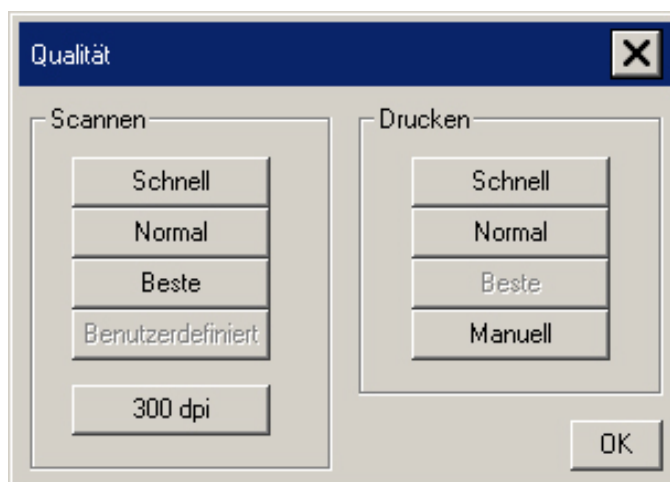 Qualität
Scannen
Schnell
Normal
Beste
Benutzerdefiniert
300 dpi
Drucken
Schnell
Normal
Beste
Manuell
OK